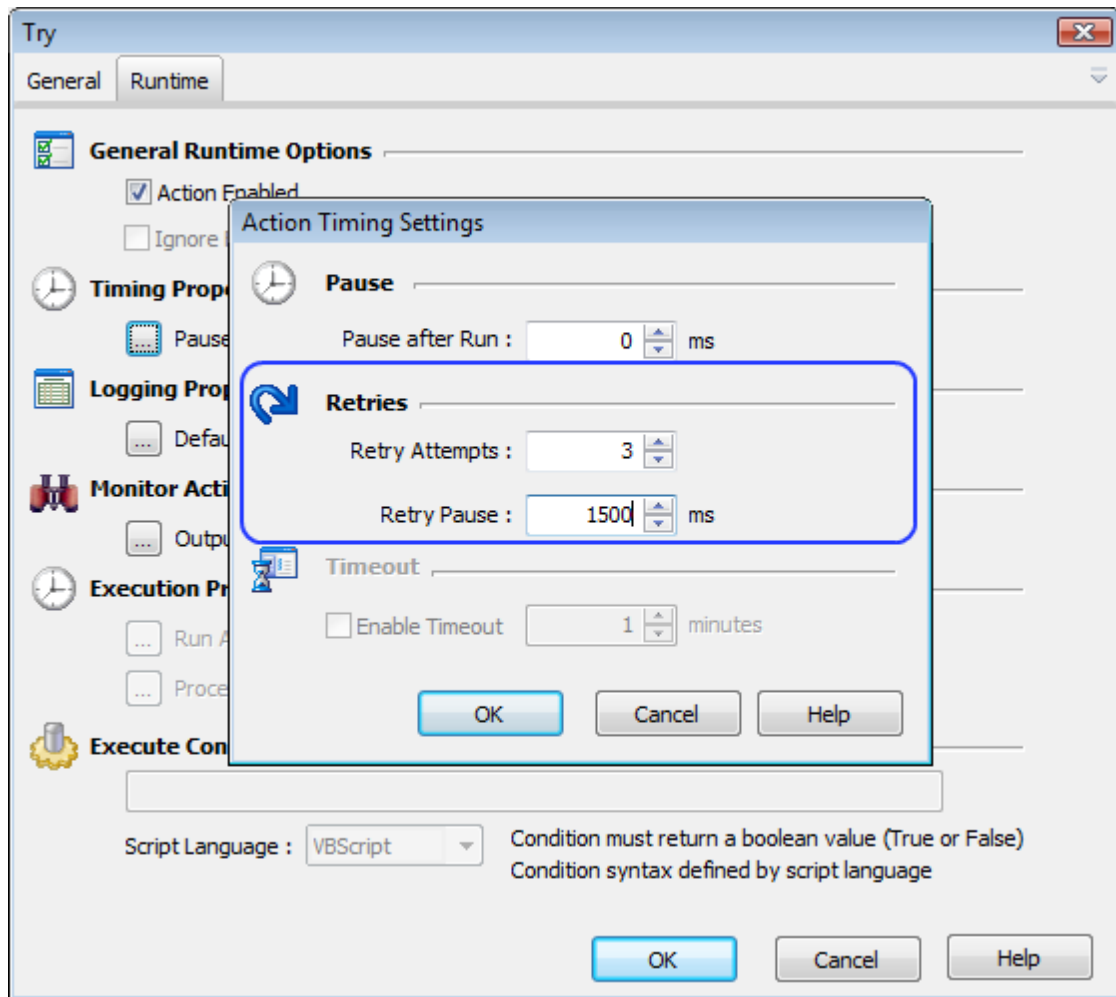 Try
General Runtime
General Runtime Options
Action Enabled
Ignore
Action Timing Settings
Timing Prop
Pause
Pause
Pause after Run : 0 ms
Logging Prop
Retries
Defau
Retry Attempts : 3
Monitor Acti
Retry Pause : 1500 ms
... Outpu
Timeout
Execution Pr
Enable Timeout 1 minutes
... Run A
... Proce
OK Cancel Help
Execute Con
Script Language : VBScript
Condition must return a boolean value (True or False)
Condition syntax defined by script language
OK Cancel Help